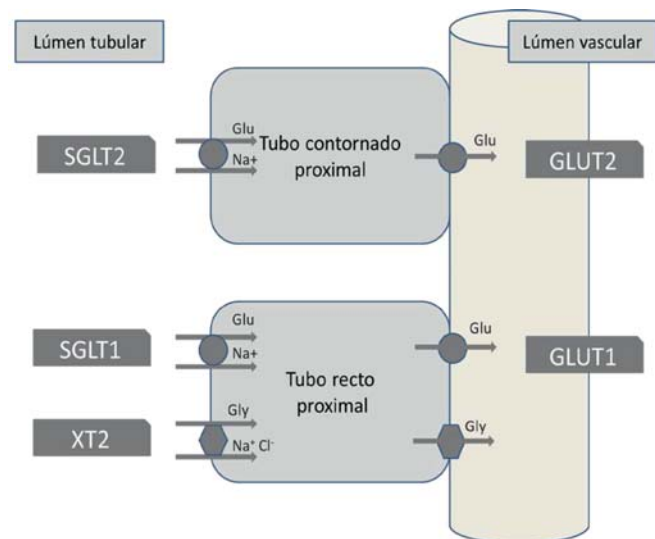 Lúmen tubular
Lúmen vascular
SGLT2
Glu
Na+
Tubo contornado
proximal
Glu
GLUT2
SGLT1
Glu
Na+
Tubo recto
proximal
Glu
GLUT1
XT2
Gly
Na⁺ Cl⁻
Gly